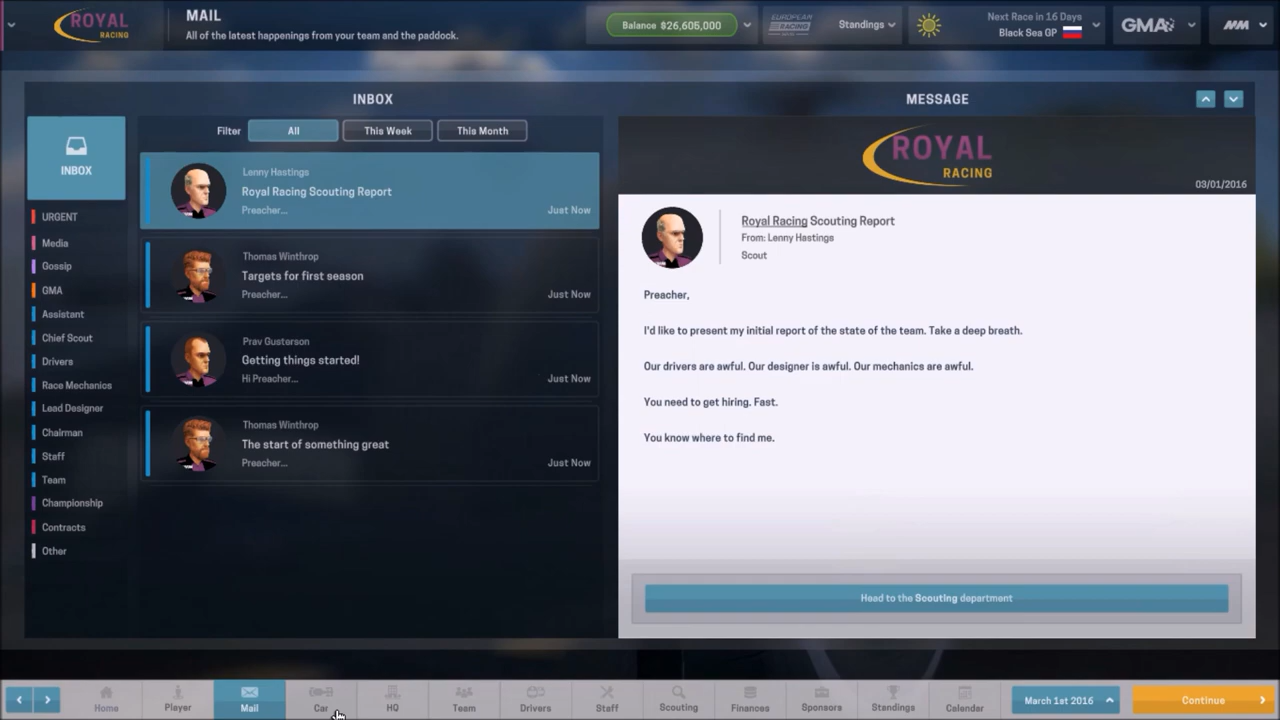 ROYAL
RACING
MAIL
All of the latest happenings from your team and the paddock.
Balance $26,605,000
EUROPEAN
RACING
Standings
Next Race in 16 Days
Black Sea GP
GMA
INBOX
MESSAGE
Filter
All
This Week
This Month
INBOX
URGENT
Media
Gossip
GMA
Assistant
Chief Scout
Drivers
Race Mechanics
Lead Designer
Chairman
Staff
Team
Championship
Contracts
Other
Lenny Hastings
Royal Racing Scouting Report
Preacher...
Just Now
Thomas Winthrop
Targets for first season
Preacher...
Just Now
Prav Gusterson
Getting things started!
Hi Preacher...
Just Now
Thomas Winthrop
The start of something great
Preacher...
Just Now
ROYAL
RACING
03/01/2016
Royal Racing Scouting Report
From: Lenny Hastings
Scout
Preacher,
I'd like to present my initial report of the state of the team. Take a deep breath.
Our drivers are awful. Our designer is awful. Our mechanics are awful.
You need to get hiring. Fast.
You know where to find me.
Head to the Scouting department
Home
Player
Mail
Car
HQ
Team
Drivers
Staff
Scouting
Finances
Sponsors
Standings
Calendar
March 1st 2016
Continue